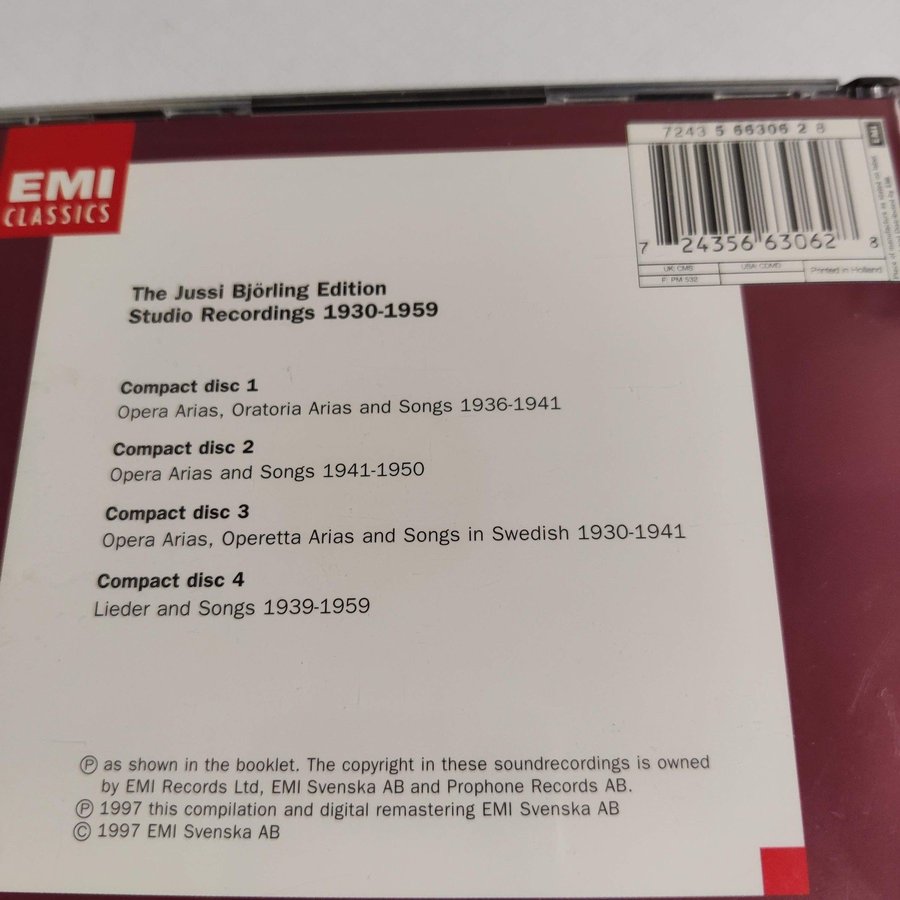 EMI
CLASSICS
7243 5 66306 2 8
7 24356 63062 8
UK: CMS
USA: CDMD
Printed in Holland
F: PM 532
EMI
The Jussi Björling Edition
Studio Recordings 1930-1959
Compact disc 1
Opera Arias, Oratoria Arias and Songs 1936-1941
Compact disc 2
Opera Arias and Songs 1941-1950
Compact disc 3
Opera Arias, Operetta Arias and Songs in Swedish 1930-1941
Compact disc 4
Lieder and Songs 1939-1959
℗ as shown in the booklet. The copyright in these soundrecordings is owned
by EMI Records Ltd, EMI Svenska AB and Prophone Records AB.
℗ 1997 this compilation and digital remastering EMI Svenska AB
© 1997 EMI Svenska AB